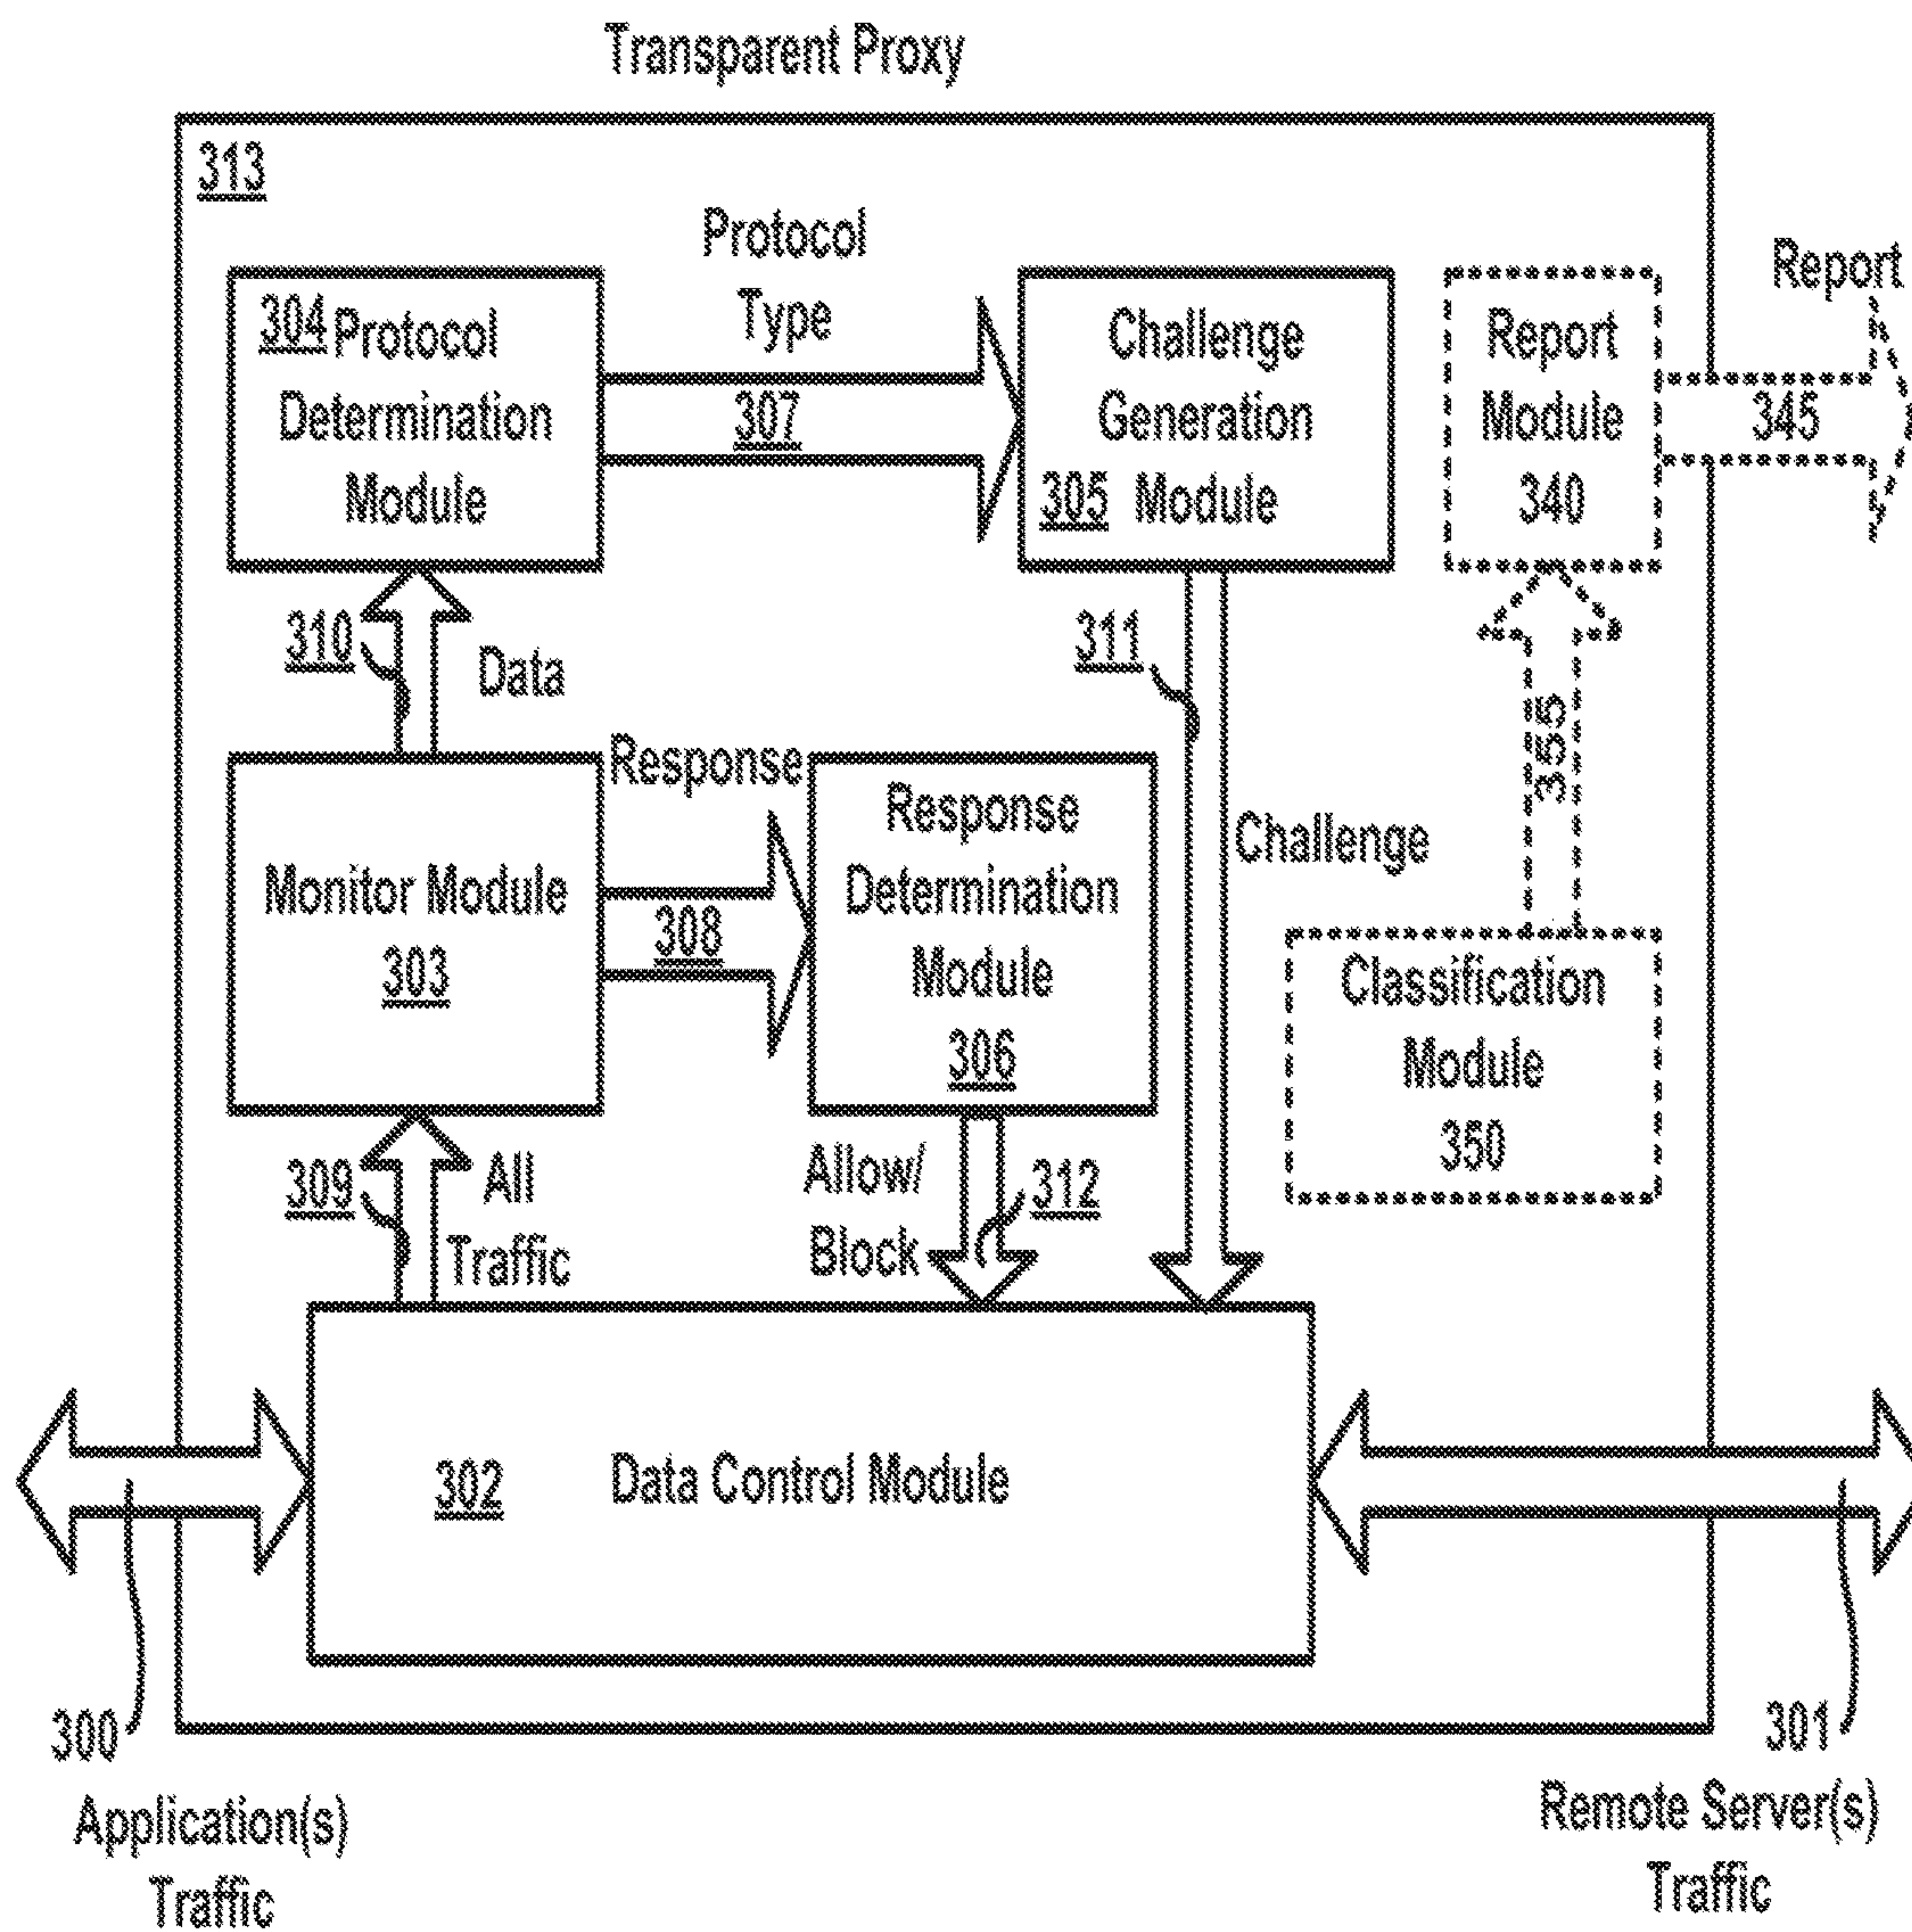 Transparent Proxy
313
Protocol
Type
307
304 Protocol
Determination
Module
Challenge
Generation
305 Module
Report
Module
340
Report
345
310
Data
311
Challenge
355
Response
308
Monitor Module
303
Response
Determination
Module
306
Classification
Module
350
309
All
Traffic
Allow/
Block
312
302 Data Control Module
300
Application(s)
Traffic
301
Remote Server(s)
Traffic